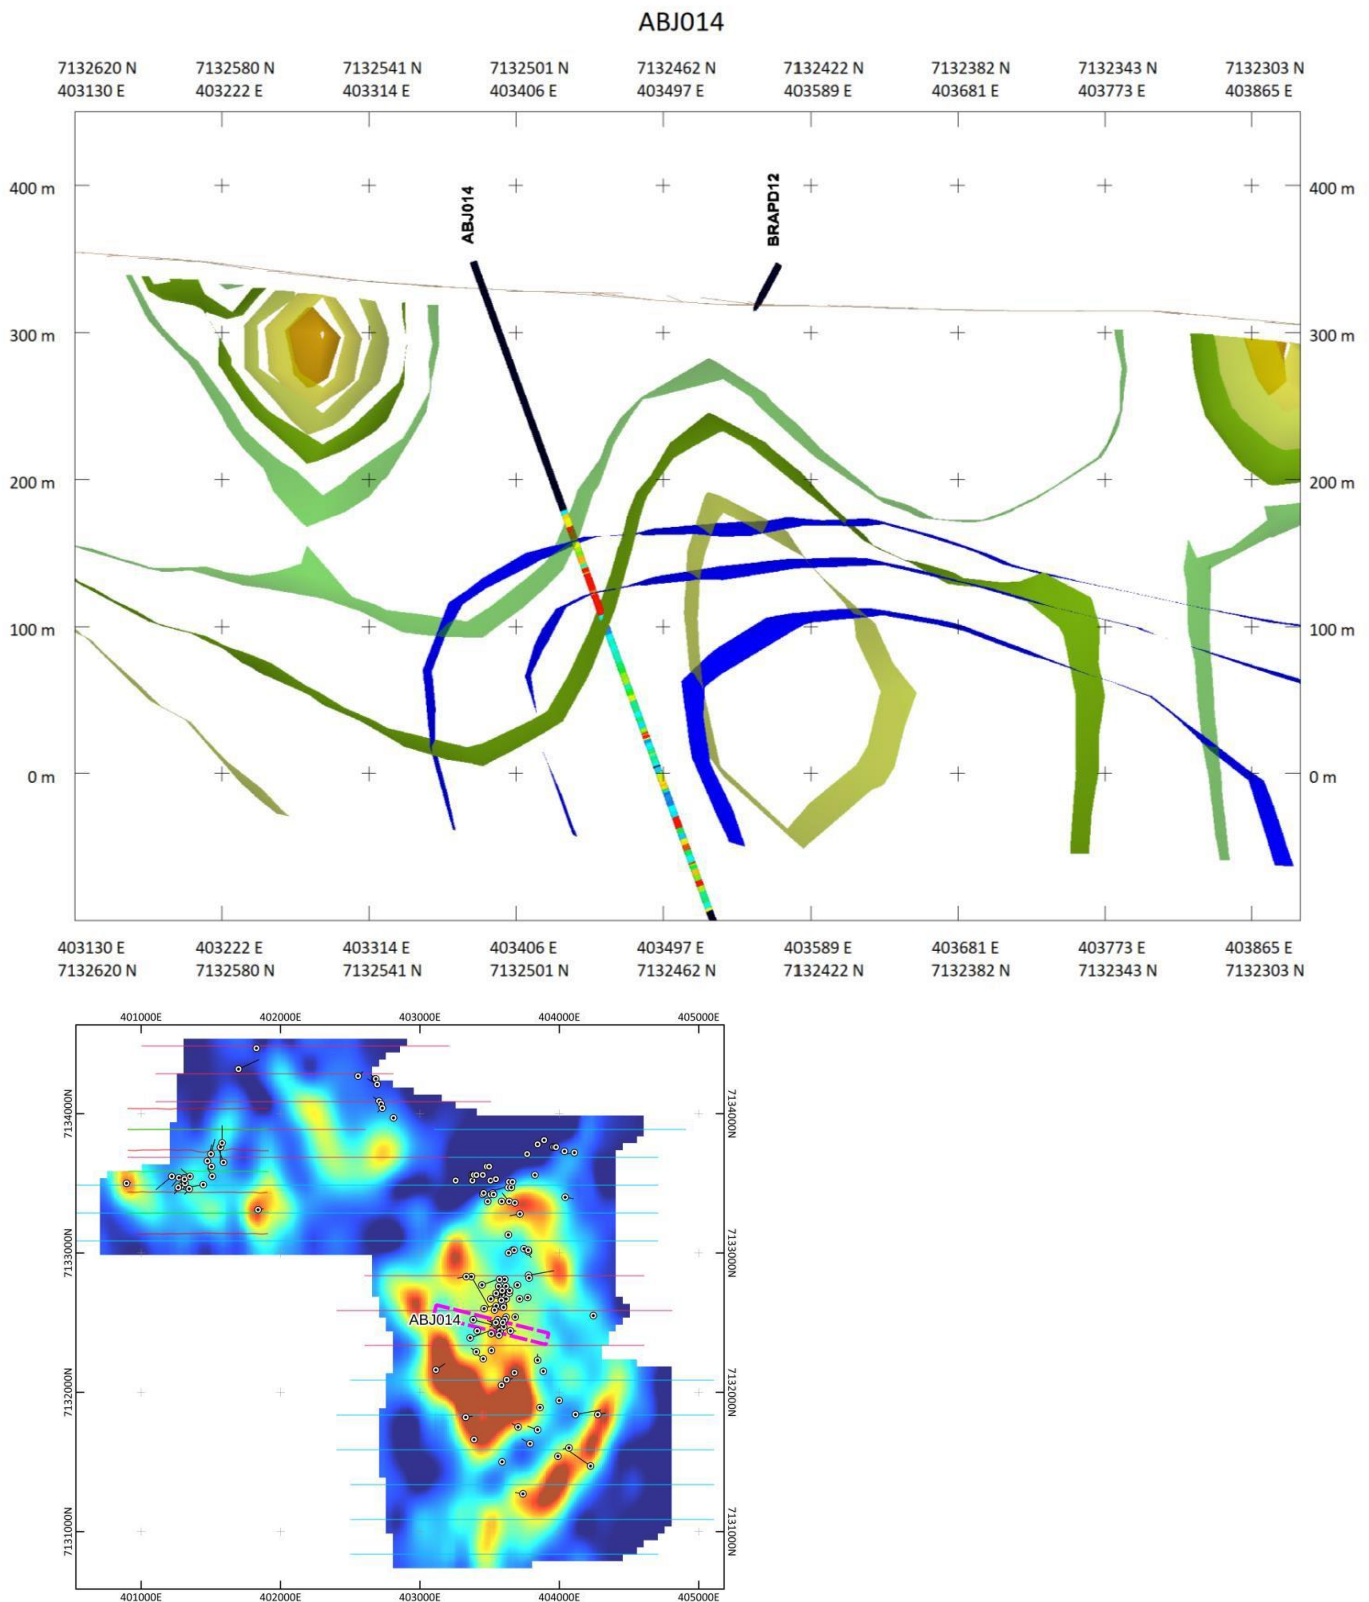 ABJ014
7132620 N 7132580 N 7132541 N 7132501 N 7132462 N 7132422 N 7132382 N 7132343 N 7132303 N
403130 E 403222 E 403314 E 403406 E 403497 E 403589 E 403681 E 403773 E 403865 E
ABJ014
BRAPD12
400 m 400 m
300 m 300 m
200 m 200 m
100 m 100 m
0 m 0 m
403130 E 403222 E 403314 E 403406 E 403497 E 403589 E 403681 E 403773 E 403865 E
7132620 N 7132580 N 7132541 N 7132501 N 7132462 N 7132422 N 7132382 N 7132343 N 7132303 N
401000E 402000E 403000E 404000E 405000E
7134000N 7134000N
7133000N 7133000N
ABJ014
7132000N 7132000N
7131000N 7131000N
401000E 402000E 403000E 404000E 405000E